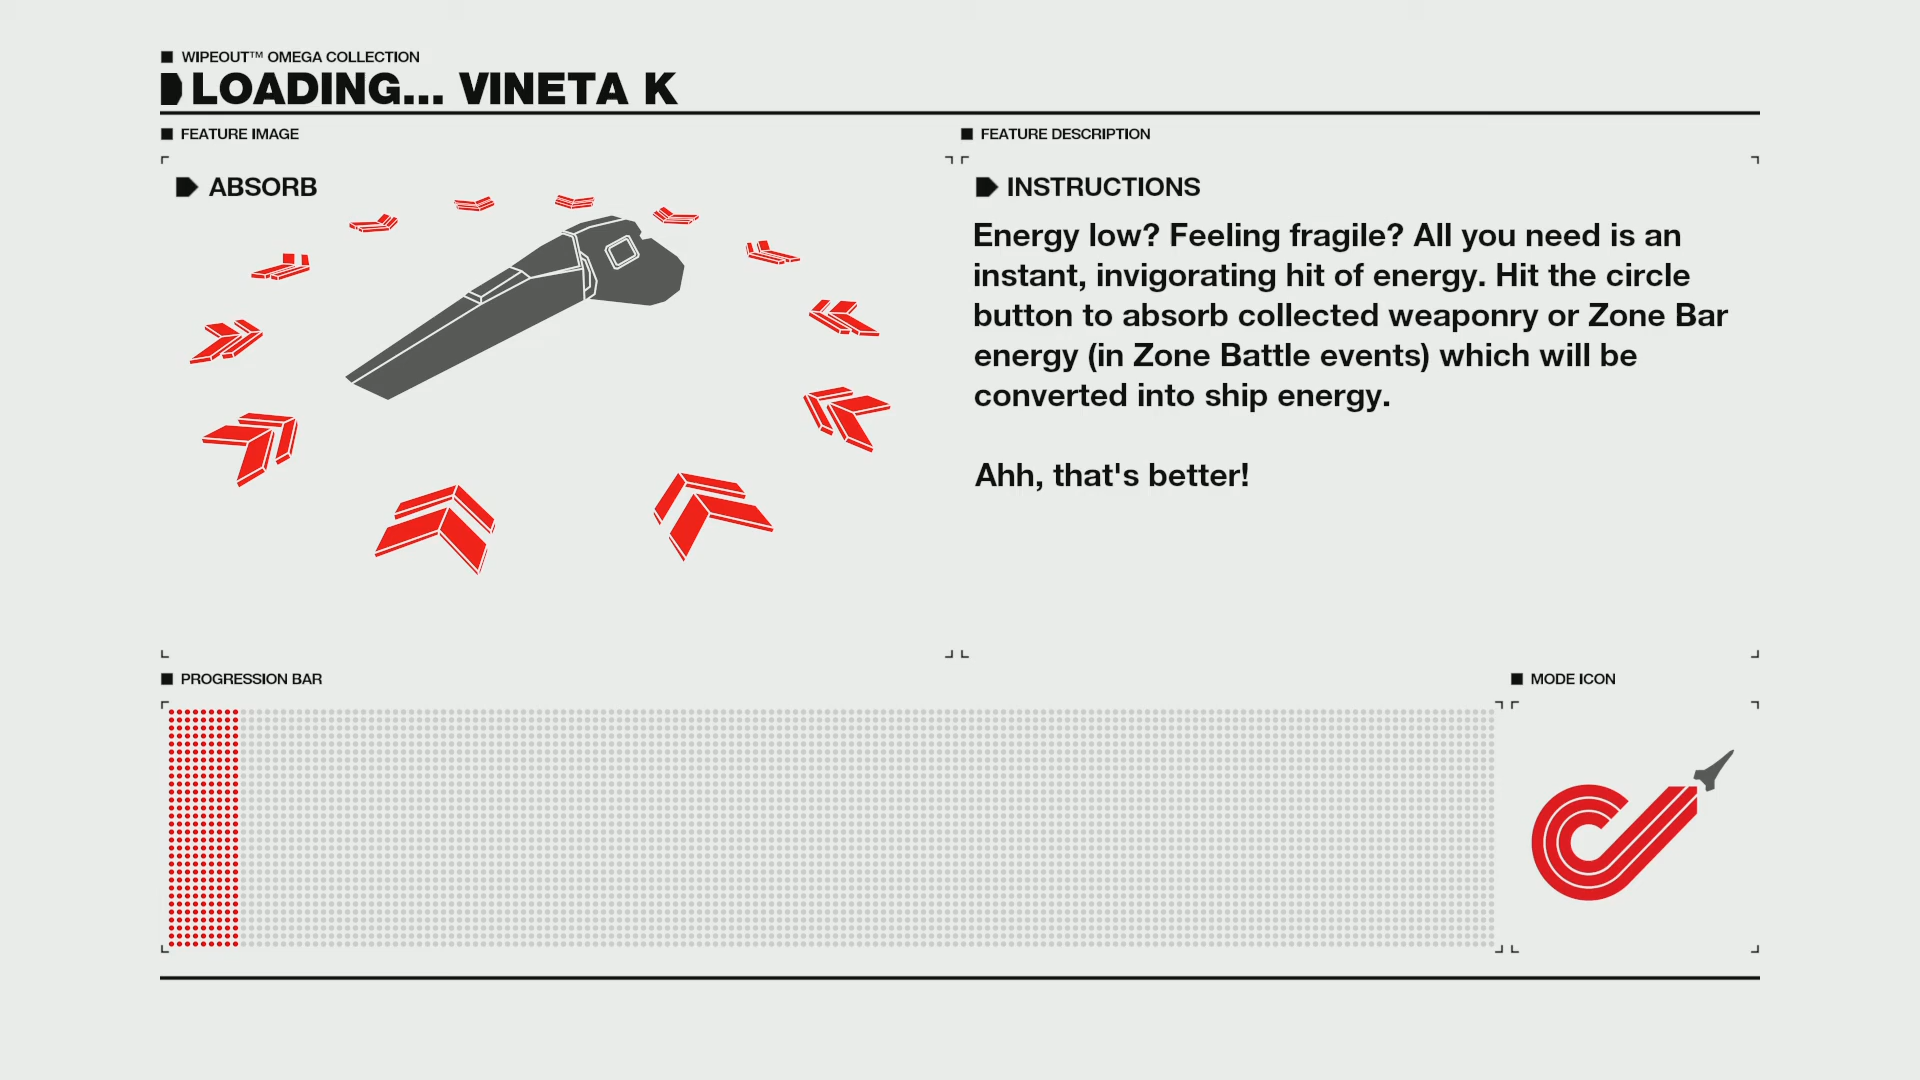 WIPEOUT™ OMEGA COLLECTION
LOADING... VINETA K
FEATURE IMAGE
ABSORB
FEATURE DESCRIPTION
INSTRUCTIONS
Energy low? Feeling fragile? All you need is an
instant, invigorating hit of energy. Hit the circle
button to absorb collected weaponry or Zone Bar
energy (in Zone Battle events) which will be
converted into ship energy.
Ahh, that's better!
PROGRESSION BAR
MODE ICON